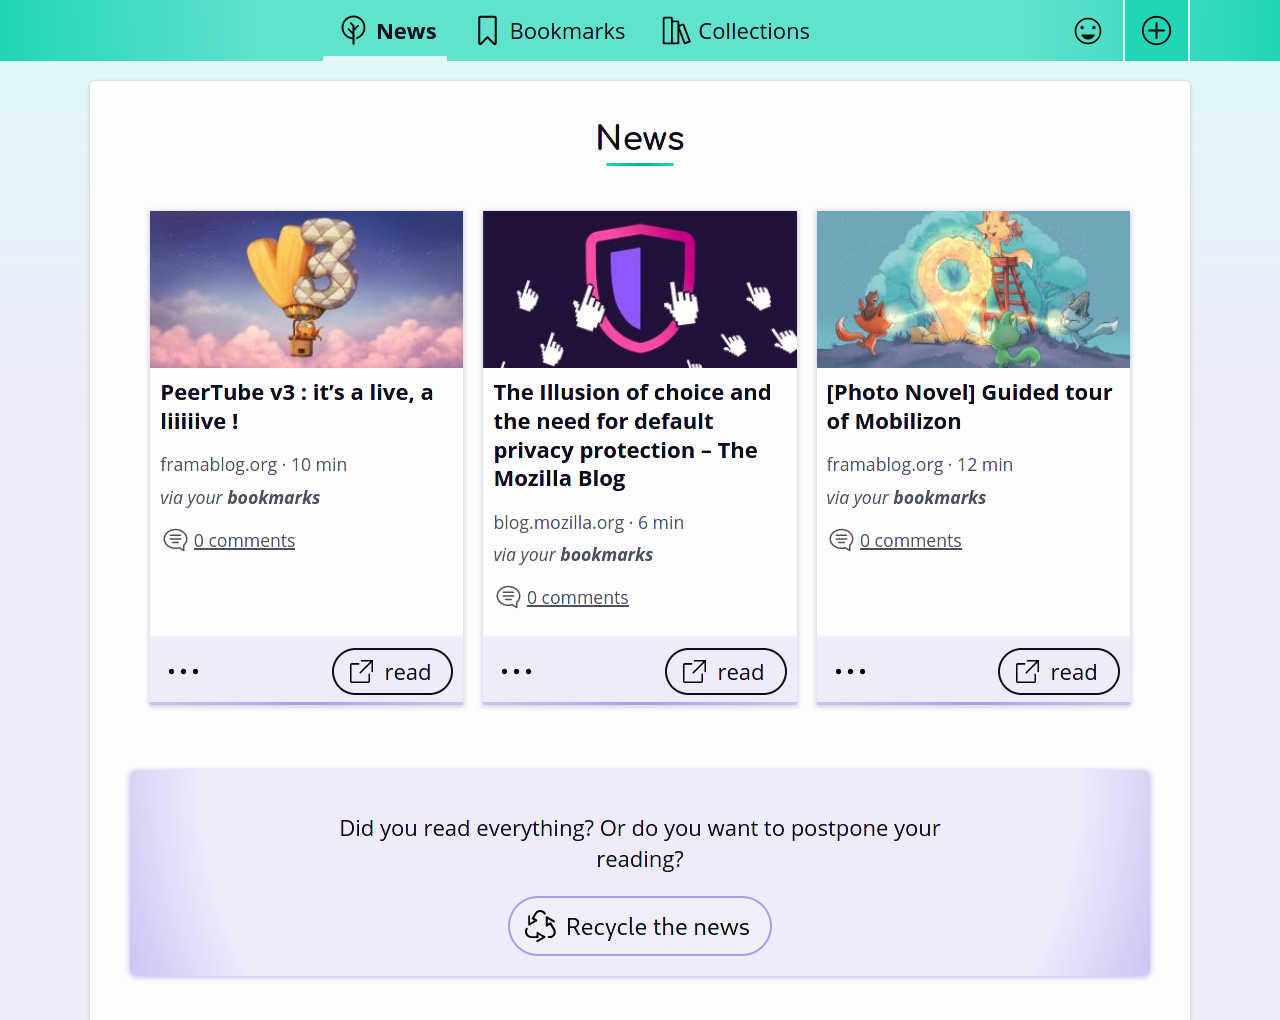 News
Bookmarks
Collections
News
PeerTube v3 : it’s a live, a
liiiiive !
framablog.org · 10 min
via your bookmarks
0 comments
read
The Illusion of choice and
the need for default
privacy protection – The
Mozilla Blog
blog.mozilla.org · 6 min
via your bookmarks
0 comments
read
[Photo Novel] Guided tour
of Mobilizon
framablog.org · 12 min
via your bookmarks
0 comments
read
Did you read everything? Or do you want to postpone your
reading?
Recycle the news